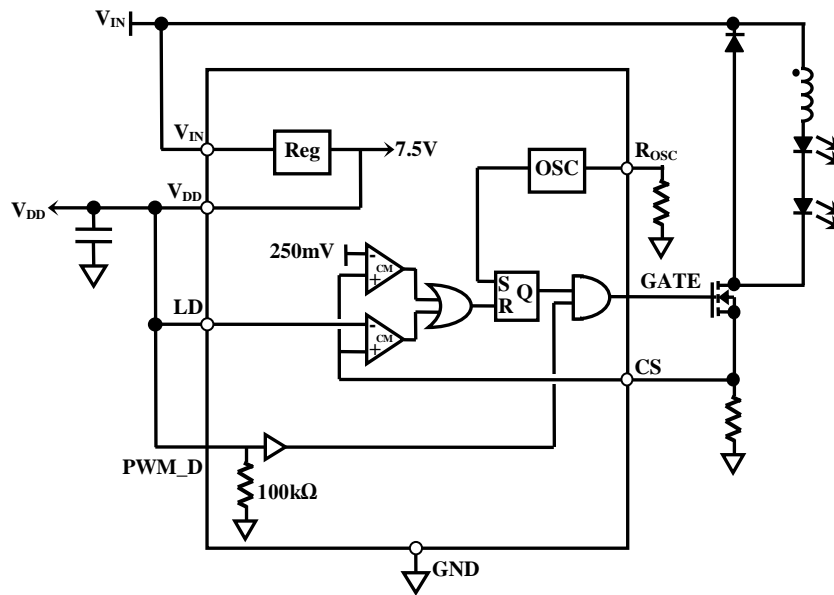 VIN
VIN
Reg
7.5V
ROSC
OSC
VDD
VDD
250mV
-
+
CM
S
R
Q
GATE
LD
-
+
CM
CS
PWM_D
100kΩ
GND